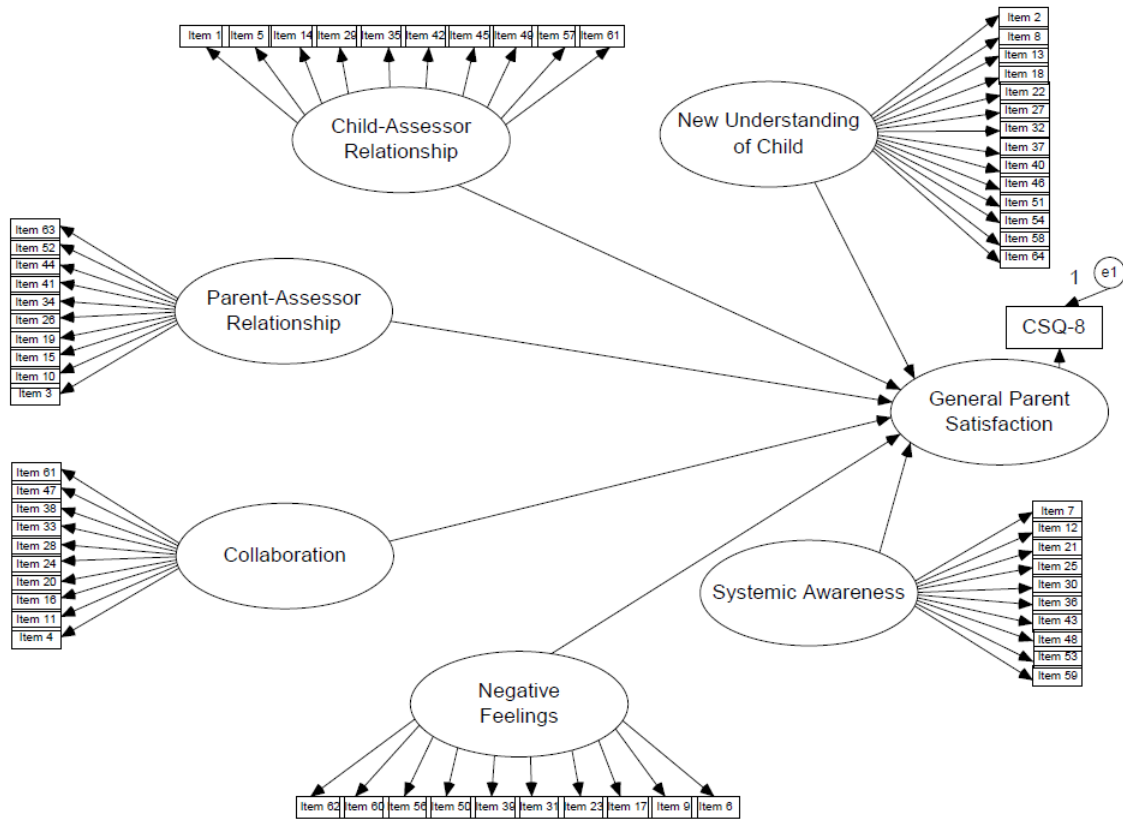 Item 1 Item 5 Item 14 Item 29 Item 35 Item 42 Item 45 Item 49 Item 57 Item 61
Child-Assessor
Relationship
New Understanding
of Child
Item 2
Item 8
Item 13
Item 18
Item 22
Item 27
Item 32
Item 37
Item 40
Item 46
Item 51
Item 54
Item 58
Item 64
Item 63
Item 52
Item 44
Item 41
Item 34
Item 26
Item 19
Item 15
Item 10
Item 3
Parent-Assessor
Relationship
1
e1
CSQ-8
General Parent
Satisfaction
Item 61
Item 47
Item 38
Item 33
Item 28
Item 24
Item 20
Item 16
Item 11
Item 4
Collaboration
Systemic Awareness
Item 7
Item 12
Item 21
Item 25
Item 30
Item 36
Item 43
Item 48
Item 53
Item 59
Negative
Feelings
Item 62 Item 60 Item 56 Item 50 Item 39 Item 31 Item 23 Item 17 Item 9 Item 6